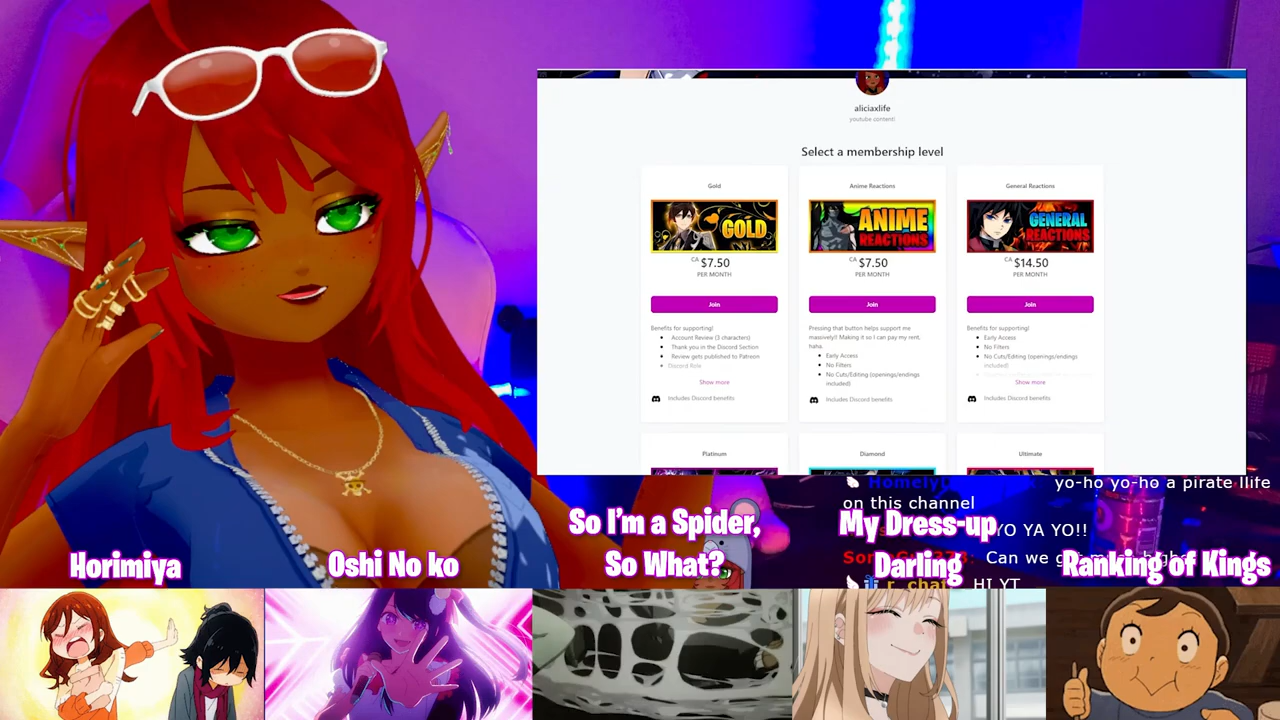 aliciaxlife
youtube content!
Select a membership level
Gold
GOLD
CA $7.50
PER MONTH
Join
Benefits for supporting!
Account Review (3 characters)
Thank you in the Discord Section
Review gets published to Patreon
Discord Role
Show more
Includes Discord benefits
Anime Reactions
ANIME
REACTIONS
CA $7.50
PER MONTH
Join
Pressing that button helps support me
massively!! Making it so I can pay my rent,
haha.
Early Access
No Filters
No Cuts/Editing (openings/endings
included)
Includes Discord benefits
General Reactions
GENERAL
REACTIONS
CA $14.50
PER MONTH
Join
Benefits for supporting!
Early Access
No Filters
No Cuts/Editing (openings/endings
included)
Show more
Includes Discord benefits
Platinum
Diamond
Ultimate
yo-ho yo-ho a pirate llife
on this channel
YO YA YO!!
Can we
HI YT
Horimiya
Oshi No ko
So I'm a Spider,
So What?
My Dress-up
Darling
Ranking of Kings